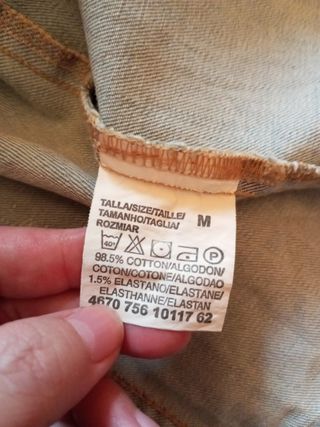 TALLA/SIZE/TAILLE/
TAMANHO/TAGLIA/ M
ROZMIAR
40°
P
98.5% COTTON/ALGODON/
COTON/COTONE/ALGODAO
1.5% ELASTANO/ELASTANE/
ELASTHANNE/ELASTAN
4670 756 10117 62